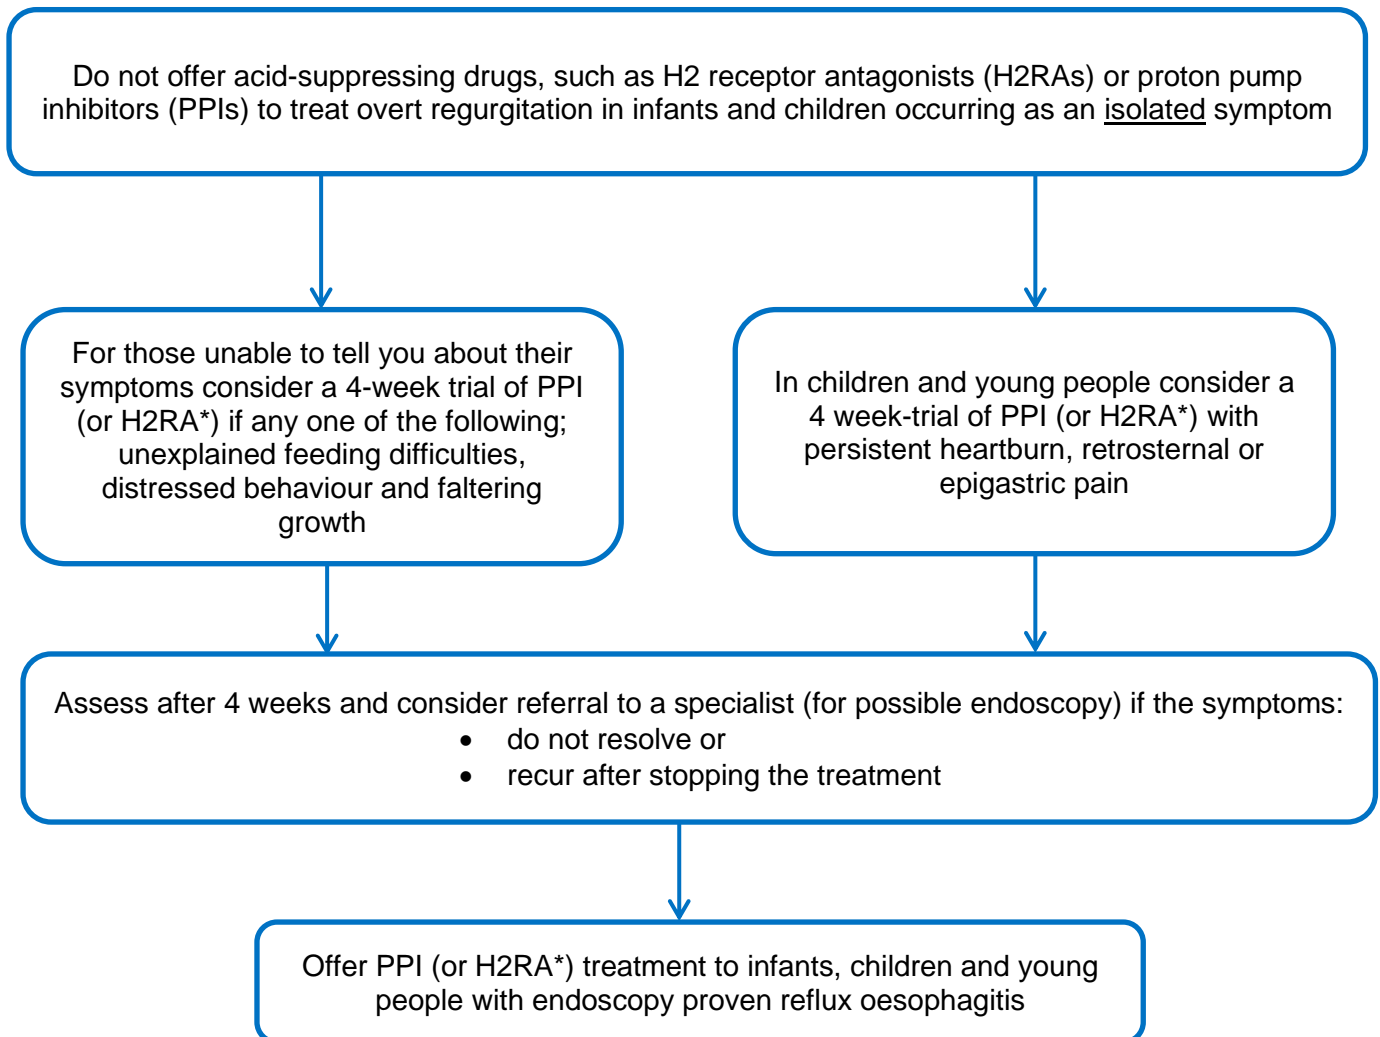 Do not offer acid-suppressing drugs, such as H2 receptor antagonists (H2RAs) or proton pump
inhibitors (PPIs) to treat overt regurgitation in infants and children occurring as an isolated symptom
For those unable to tell you about their
symptoms consider a 4-week trial of PPI
(or H2RA*) if any one of the following;
unexplained feeding difficulties,
distressed behaviour and faltering
growth
In children and young people consider a
4 week-trial of PPI (or H2RA*) with
persistent heartburn, retrosternal or
epigastric pain
Assess after 4 weeks and consider referral to a specialist (for possible endoscopy) if the symptoms:
• do not resolve or
• recur after stopping the treatment
Offer PPI (or H2RA*) treatment to infants, children and young
people with endoscopy proven reflux oesophagitis